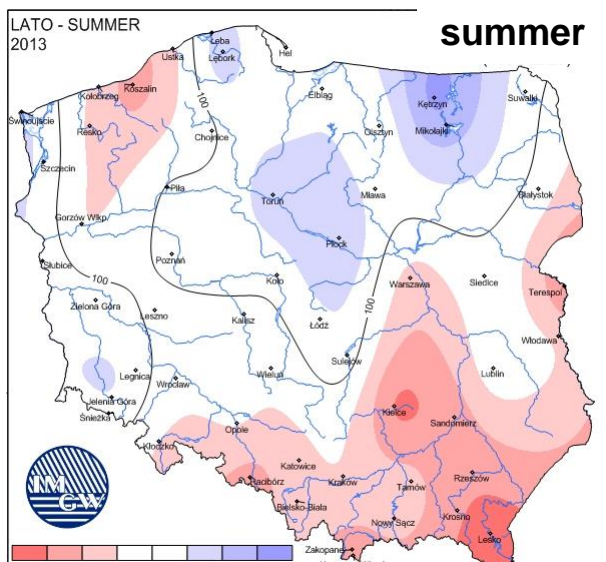 LATO - SUMMER
2013
summer
Łeba
Ustka
Lębork
Hel
Koszalin
Kołobrzeg
100
Elbląg
Kętrzyn
Suwałki
Świnoujście
Resko
Chojnice
Olsztyn
Mikołajki
Szczecin
Piła
Toruń
Mława
Białystok
Gorzów Wlkp.
Płock
Słubice
Poznań
Koło
Warszawa
Siedlce
Terespol
100
100
Zielona Góra
Leszno
Kalisz
Łódź
Włodawa
Sulejów
Legnica
Wrocław
Wieluń
Lublin
Jelenia Góra
Śnieżka
Kielce
Sandomierz
Opole
Kłodzko
Katowice
Racibórz
Kraków
Tarnów
Rzeszów
Bielsko-Biała
Nowy Sącz
Krosno
Lesko
Zakopane
IM
GW